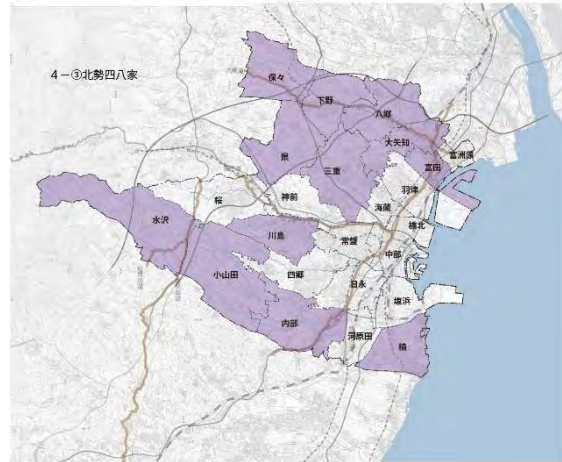 4－③北勢四八家
保々
下野
八郷
大矢知
富洲原
富田
県
三重
羽津
神前
海蔵
桜
水沢
橋北
川島
常盤
中部
小山田
四郷
日永
塩浜
内部
河原田
楠